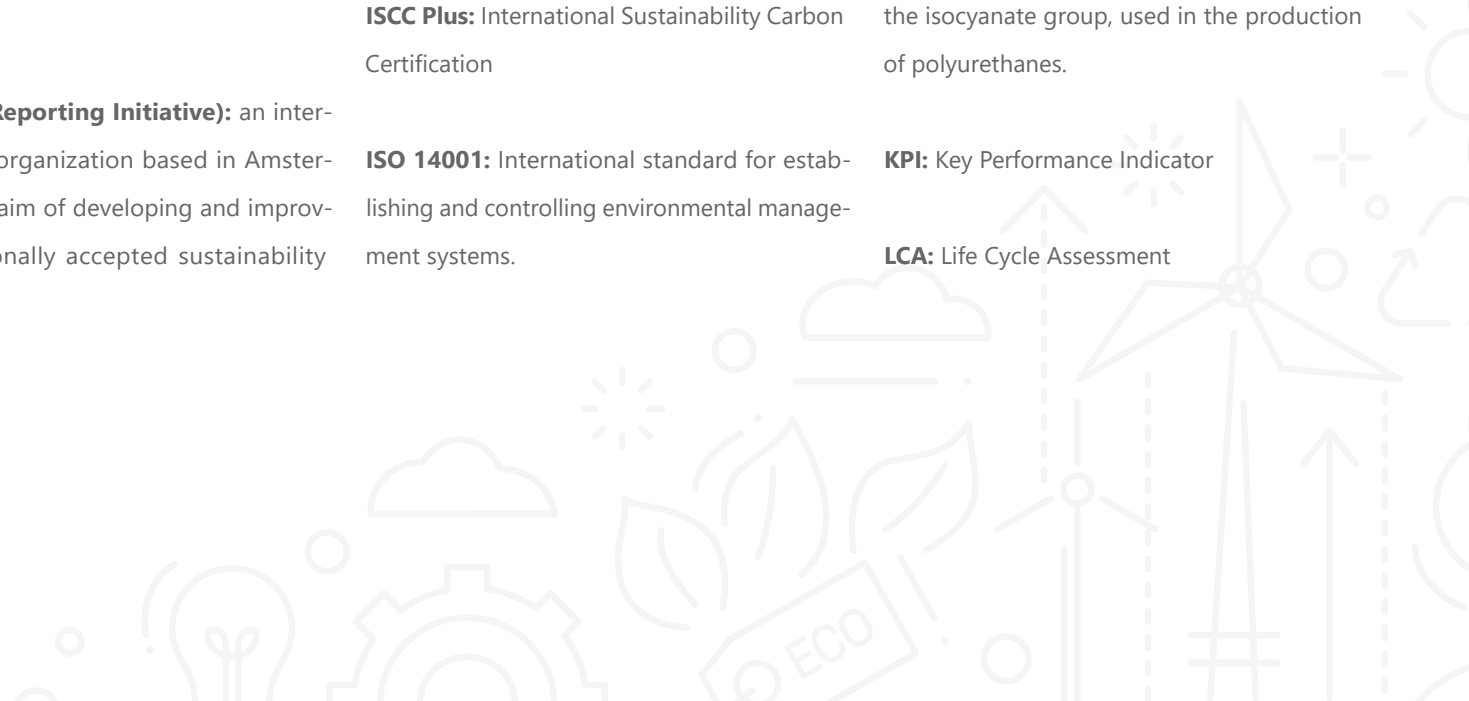 Reporting Initiative): an inter-
organization based in Amster-
aim of developing and improv-
onally accepted sustainability
ISCC Plus: International Sustainability Carbon
Certification
ISO 14001: International standard for estab-
lishing and controlling environmental manage-
ment systems.
the isocyanate group, used in the production
of polyurethanes.
KPI: Key Performance Indicator
LCA: Life Cycle Assessment
ECO